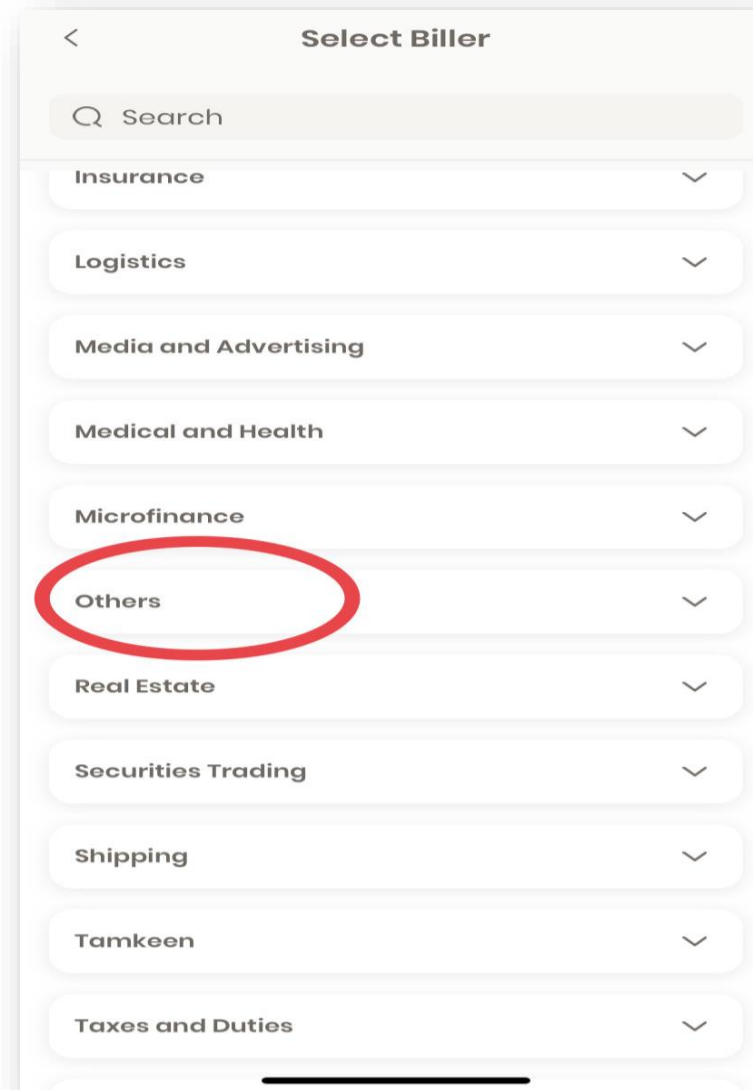 Select Biller
Search
Insurance
Logistics
Media and Advertising
Medical and Health
Microfinance
Others
Real Estate
Securities Trading
Shipping
Tamkeen
Taxes and Duties